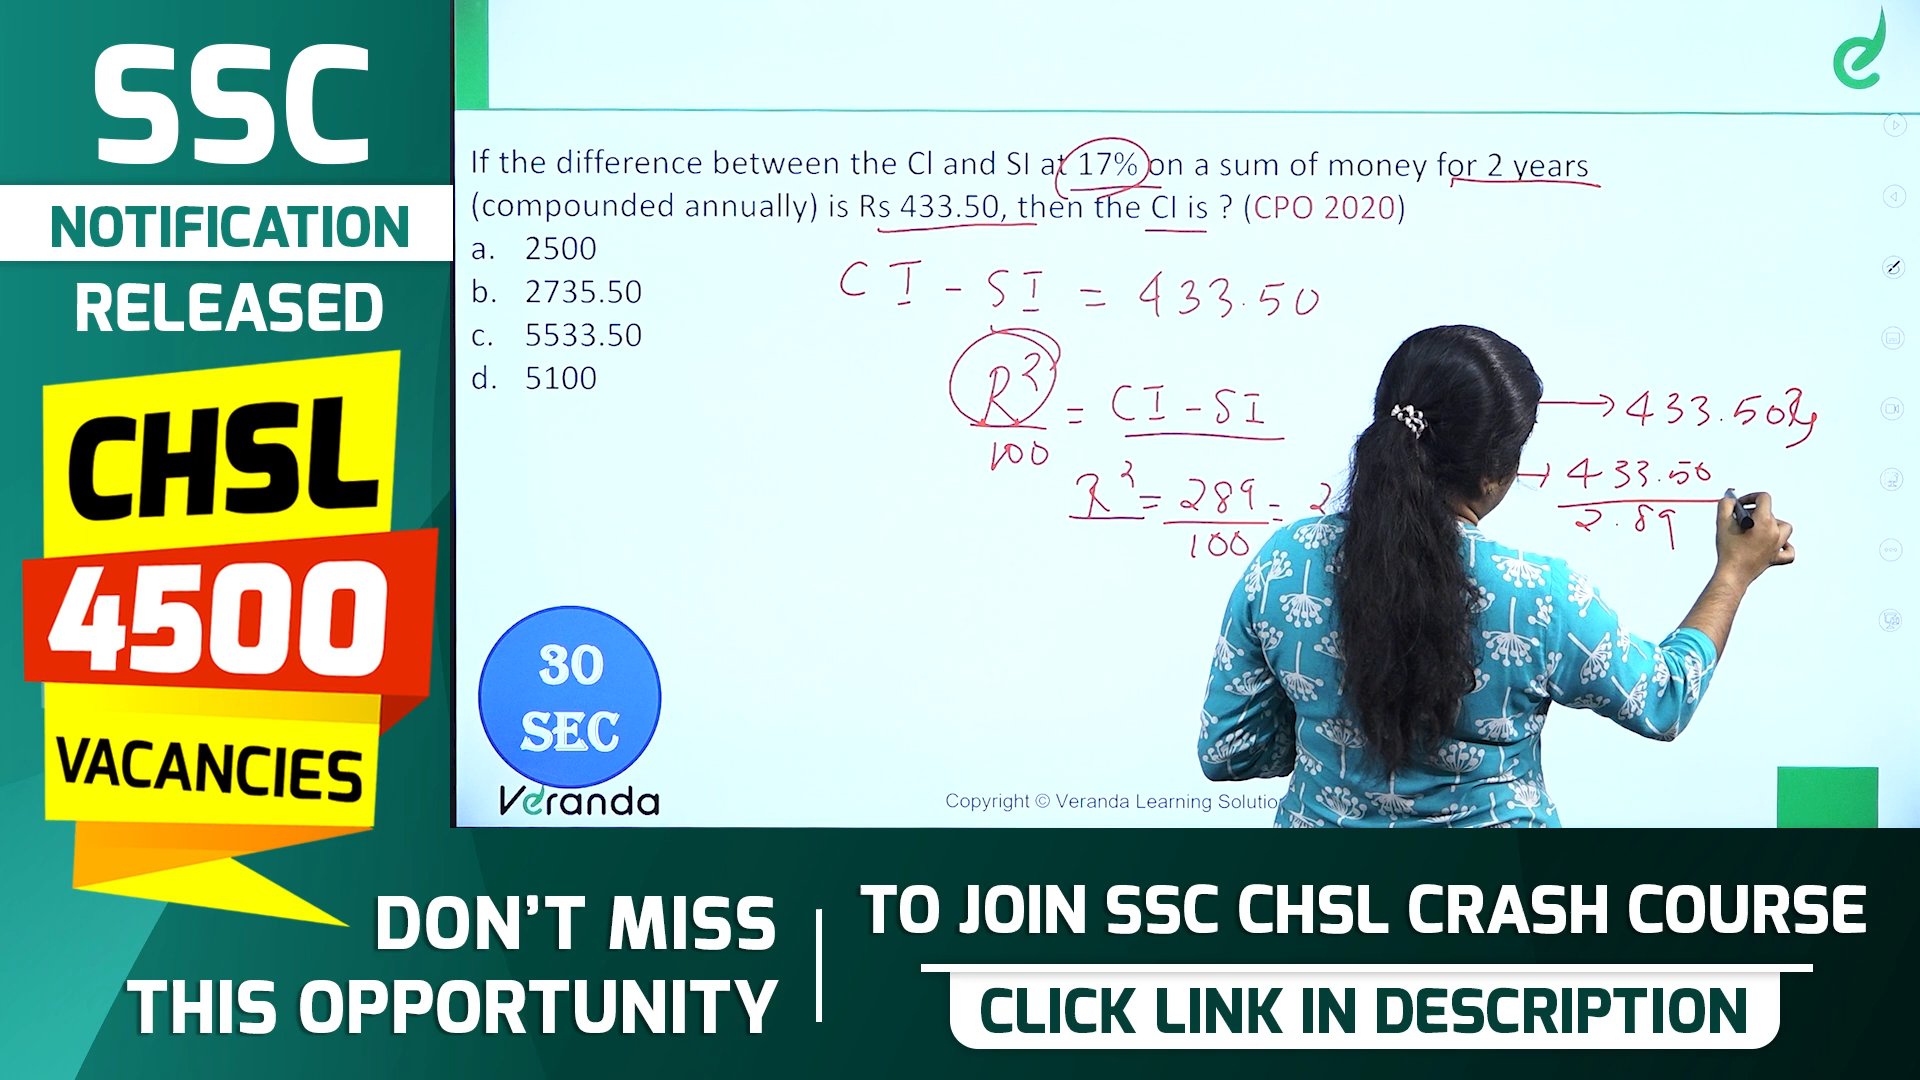 SSC
NOTIFICATION
RELEASED
CHSL
4500
VACANCIES
If the difference between the CI and SI at 17% on a sum of money for 2 years
(compounded annually) is Rs 433.50, then the CI is ? (CPO 2020)
a. 2500
b. 2735.50
c. 5533.50
d. 5100
CI - SI = 433.50
R²
100
= CI - SI
→ 433.50
R² = 289 = 2
100
→ 433.50
2.89
30
SEC
Veranda
Copyright © Veranda Learning
DON'T MISS
THIS OPPORTUNITY
TO JOIN SSC CHSL CRASH COURSE
CLICK LINK IN DESCRIPTION